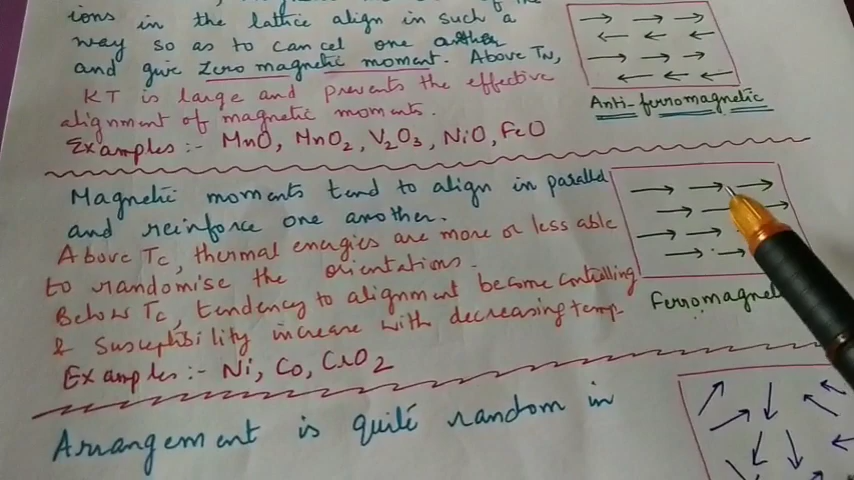 ions in the lattice align in such a
way so as to cancel one another
and give Zero magnetic moment. Above TN,
KT is large and prevents the effective
alignment of magnetic moments.
Examples :- MnO, MnO2, V2O3, NiO, FeO
Anti-ferromagnetic
Magnetic moments tend to align in parallel
and reinforce one another.
Above Tc, thermal energies are more or less able
to randomise the orientations.
Below Tc, tendency to alignment become controlling
& Susceptibility increase with decreasing temp.
Examples :- Ni, Co, CrO2
Arrangement is quite random in